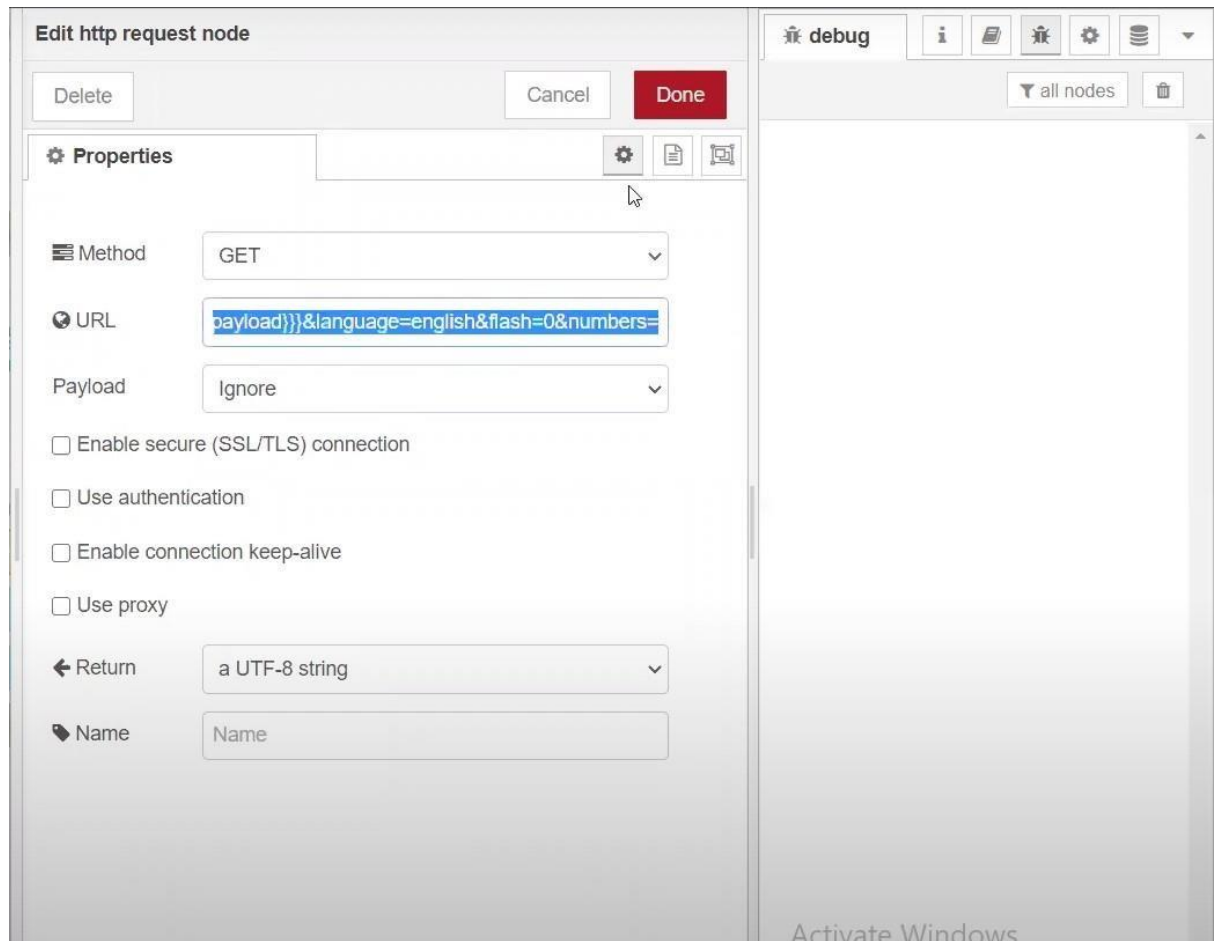 Edit http request node
debug
Delete
Cancel
Done
all nodes
Properties
Method
GET
URL
payload}}}&language=english&flash=0&numbers=
Payload
Ignore
Enable secure (SSL/TLS) connection
Use authentication
Enable connection keep-alive
Use proxy
Return
a UTF-8 string
Name
Name
Activate Windows